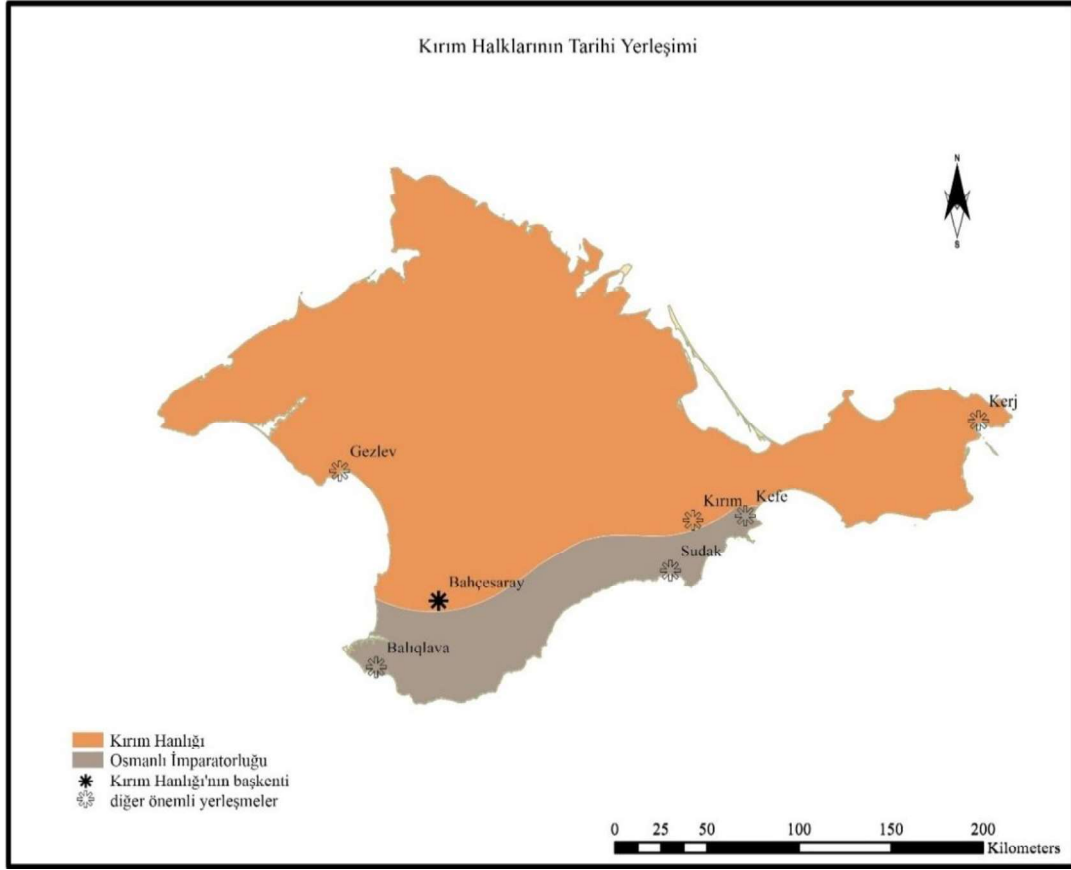 Kırım Halklarının Tarihi Yerleşimi
N
S
Kerj
Gezlev
Kırım
Kefe
Sudak
Bahçesaray
Balıqlava
Kırım Hanlığı
Osmanlı İmparatorluğu
Kırım Hanlığı'nın başkenti
diğer önemli yerleşmeler
0 25 50 100 150 200
Kilometers